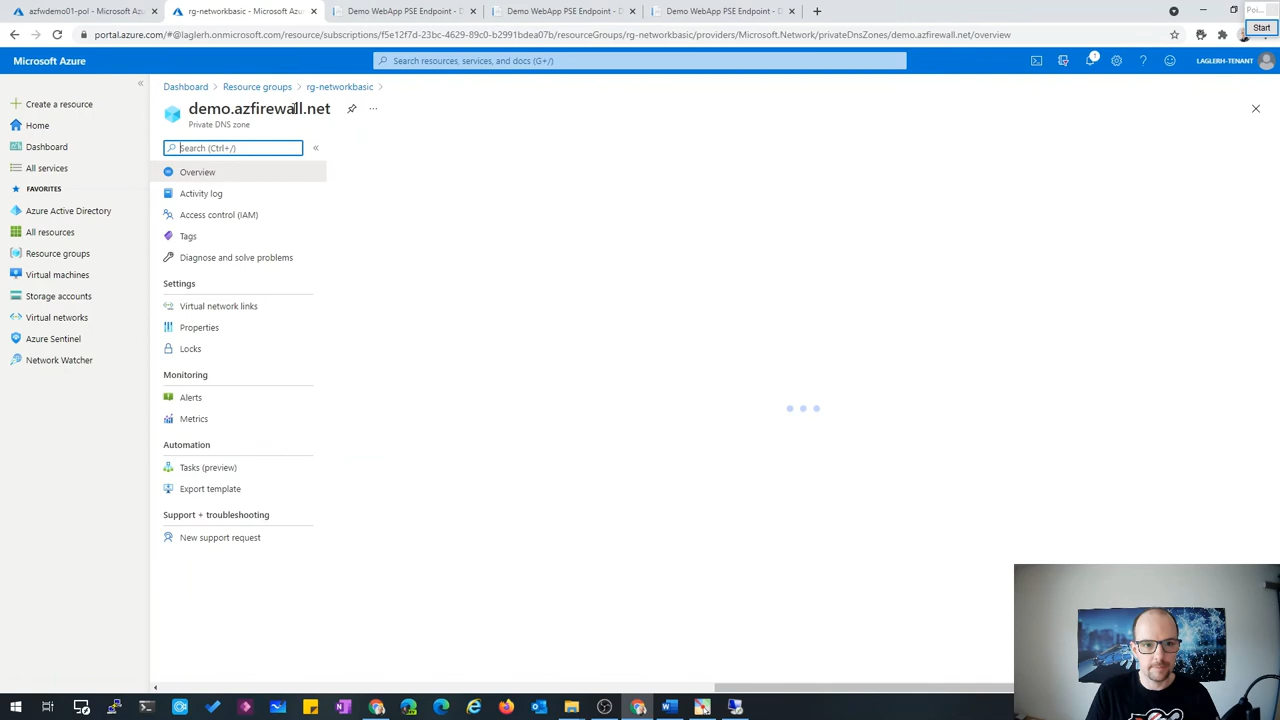 azfwdemo01-pol - Microsoft Az
rg-networkbasic - Microsoft Azu
Demo WebApp PSE Endpoint - D
Demo WebApp PSE Endpoint - D
Demo WebApp PSE Endpoint - D
Poi...
Start
portal.azure.com/#@laglerh.onmicrosoft.com/resource/subscriptions/f5e12f7d-23bc-4629-89c0-b2991bdea079/resourceGroups/rg-networkbasic/providers/Microsoft.Network/privateDnsZones/demo.azfirewall.net/overview
Microsoft Azure
Search resources, services, and docs (G+/)
1
LAGLERH-TENANT
Create a resource
Home
Dashboard
All services
FAVORITES
Azure Active Directory
All resources
Resource groups
Virtual machines
Storage accounts
Virtual networks
Azure Sentinel
Network Watcher
Dashboard > Resource groups > rg-networkbasic >
demo.azfirewall.net
Private DNS zone
Search (Ctrl+/)
Overview
Activity log
Access control (IAM)
Tags
Diagnose and solve problems
Settings
Virtual network links
Properties
Locks
Monitoring
Alerts
Metrics
Automation
Tasks (preview)
Export template
Support + troubleshooting
New support request